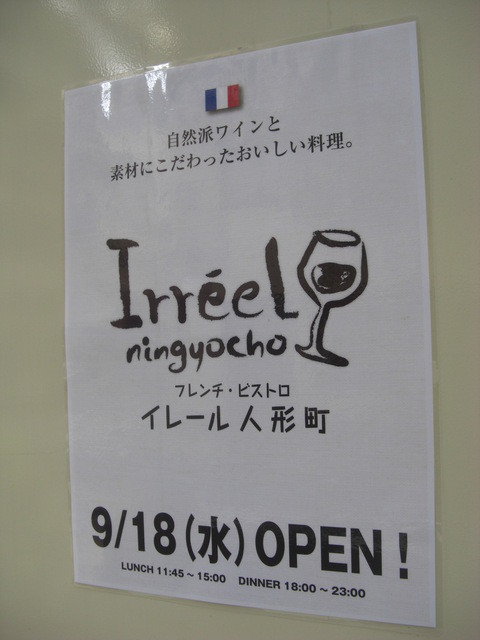 自然派ワインと
素材にこだわったおいしい料理。
Irréel
ningyocho
フレンチ・ビストロ
イレール人形町
9/18(水)OPEN!
LUNCH 11:45～15:00 DINNER 18:00～23:00